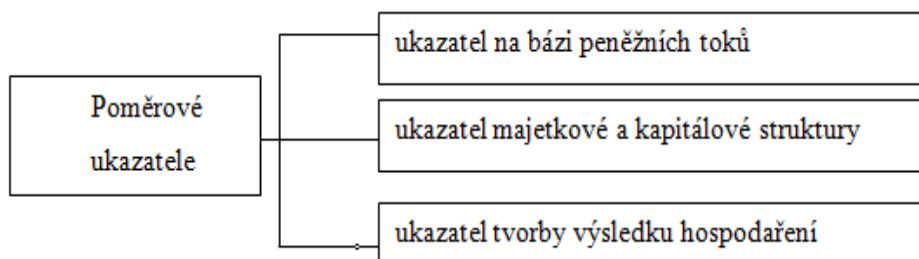 Poměrové
ukazatele
ukazatel na bázi peněžních toků
ukazatel majetkové a kapitálové struktury
ukazatel tvorby výsledku hospodaření